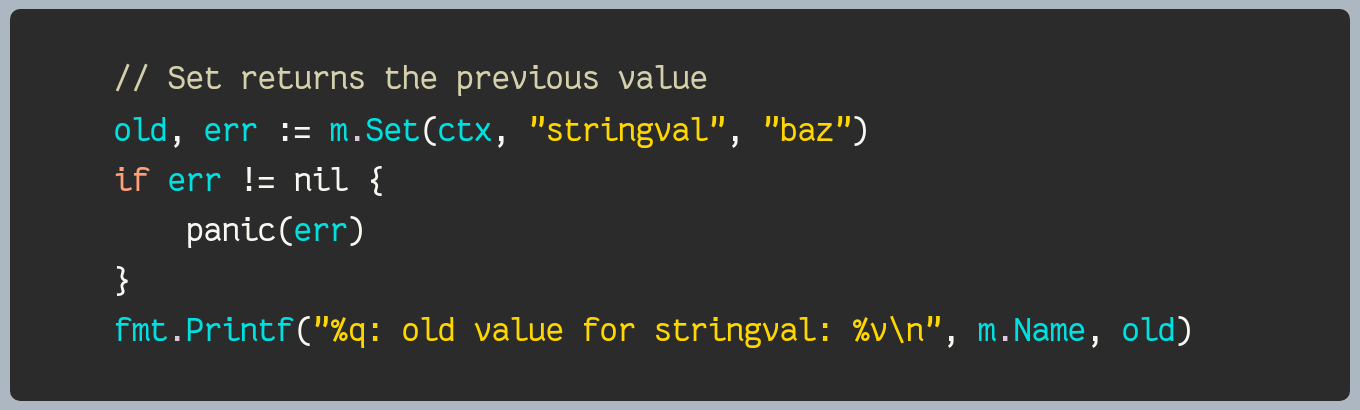 // Set returns the previous value
old, err := m.Set(ctx, "stringval", "baz")
if err != nil {
    panic(err)
}
fmt.Printf("%q: old value for stringval: %v\n", m.Name, old)